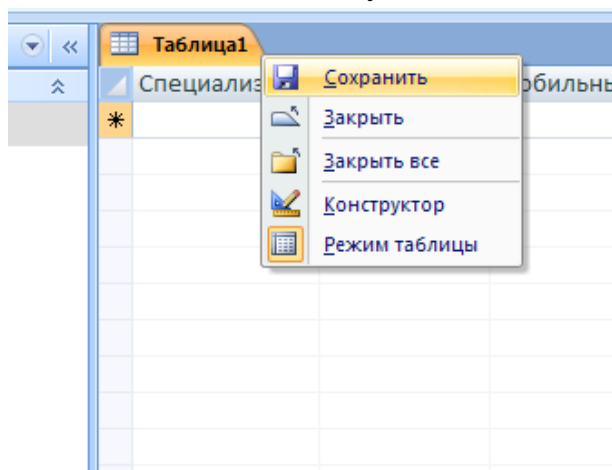 Таблица1
Специализ
обильны
Сохранить
Закрыть
Закрыть все
Конструктор
Режим таблицы